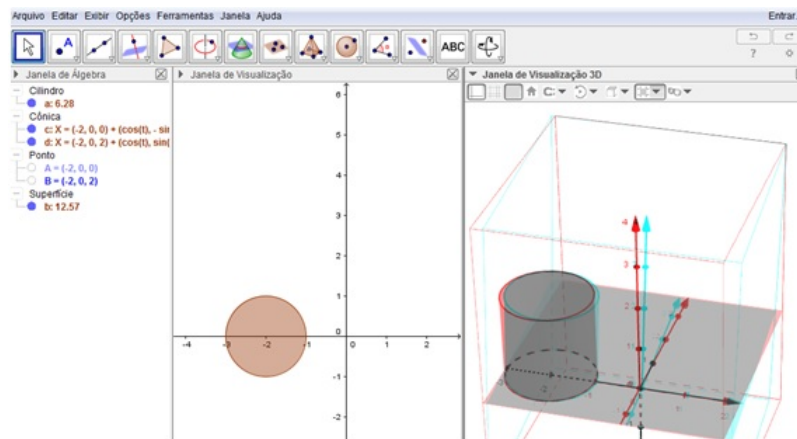 Arquivo Editar Exibir Opções Ferramentas Janela Ajuda
Entrar
A
ABC
?
Janela de Álgebra
Janela de Visualização
Janela de Visualização 3D
Cilindro
a: 6.28
Cônica
c: X = (-2, 0, 0) + (cos(t), - sin
d: X = (-2, 0, 2) + (cos(t), sin(
Ponto
A = (-2, 0, 0)
B = (-2, 0, 2)
Superfície
b: 12.57
6
5
4
3
2
1
0
-1
-2
-4
-3
-2
-1
0
2
4
3
2
1
-2